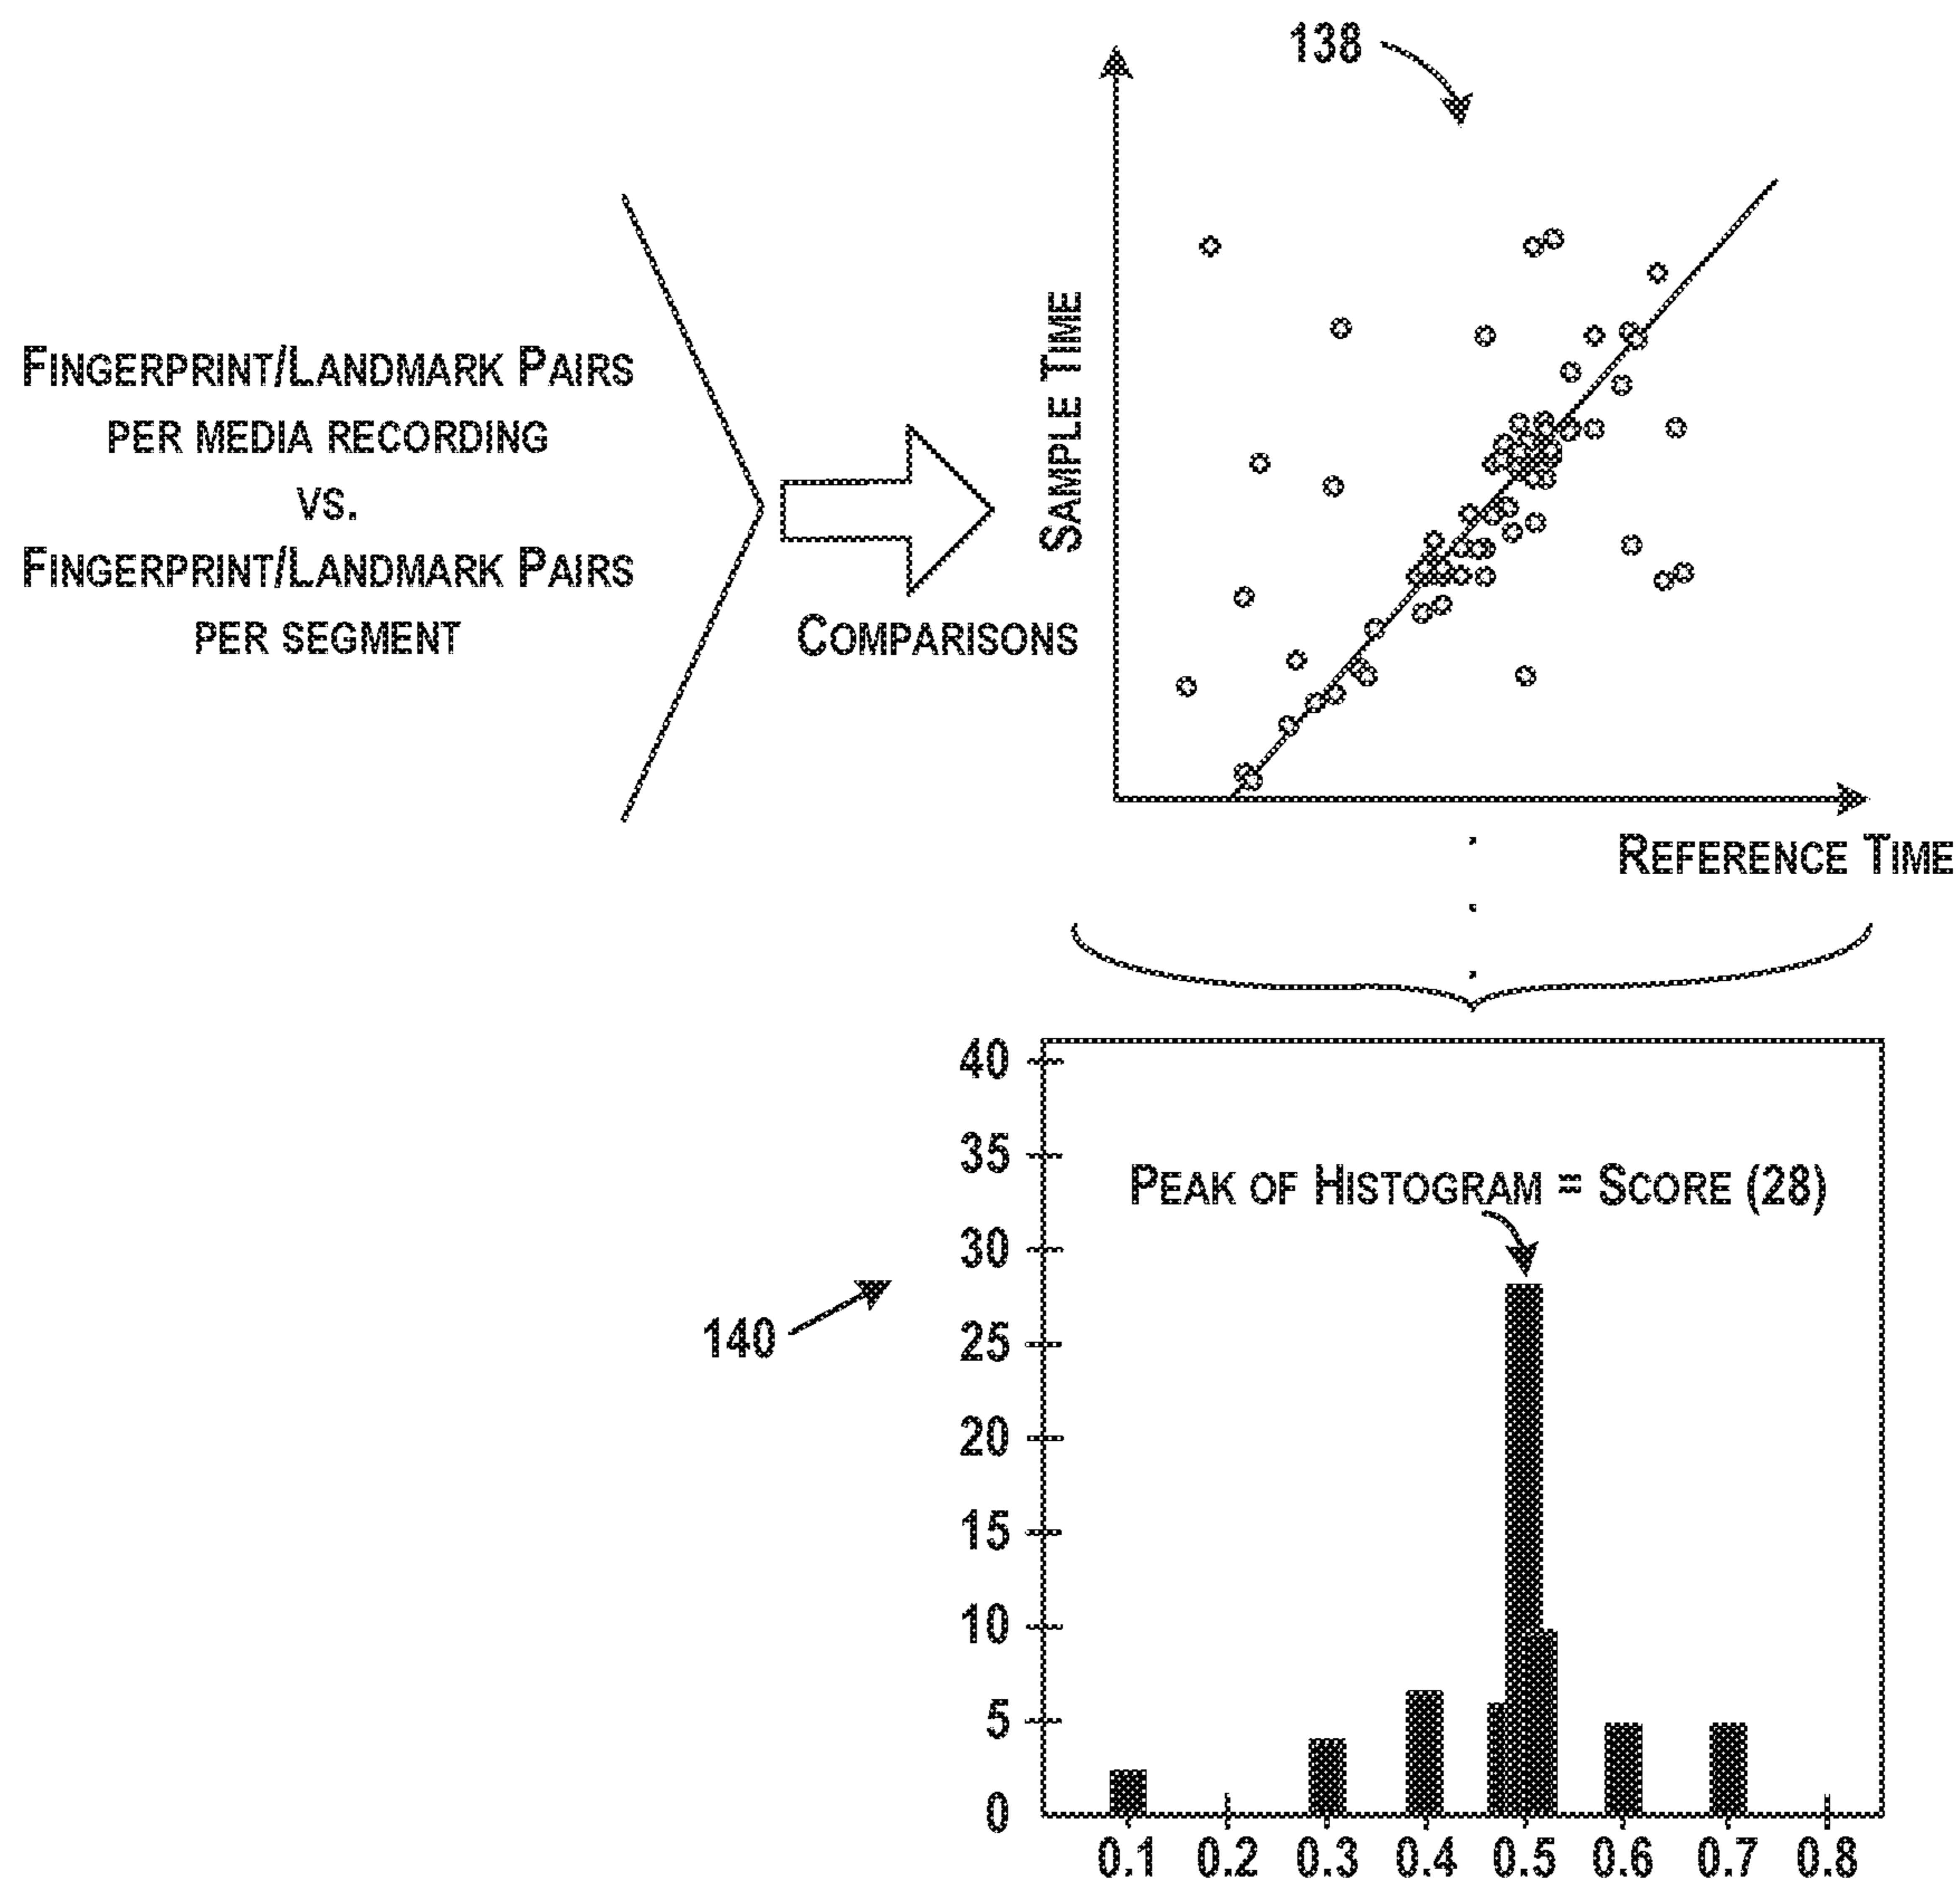 138
FINGERPRINT/LANDMARK PAIRS
PER MEDIA RECORDING
VS.
FINGERPRINT/LANDMARK PAIRS
PER SEGMENT
COMPARISONS
SAMPLE TIME
REFERENCE TIME
40
35
PEAK OF HISTOGRAM = SCORE (28)
30
140
25
20
15
10
5
0
0.1 0.2 0.3 0.4 0.5 0.6 0.7 0.8